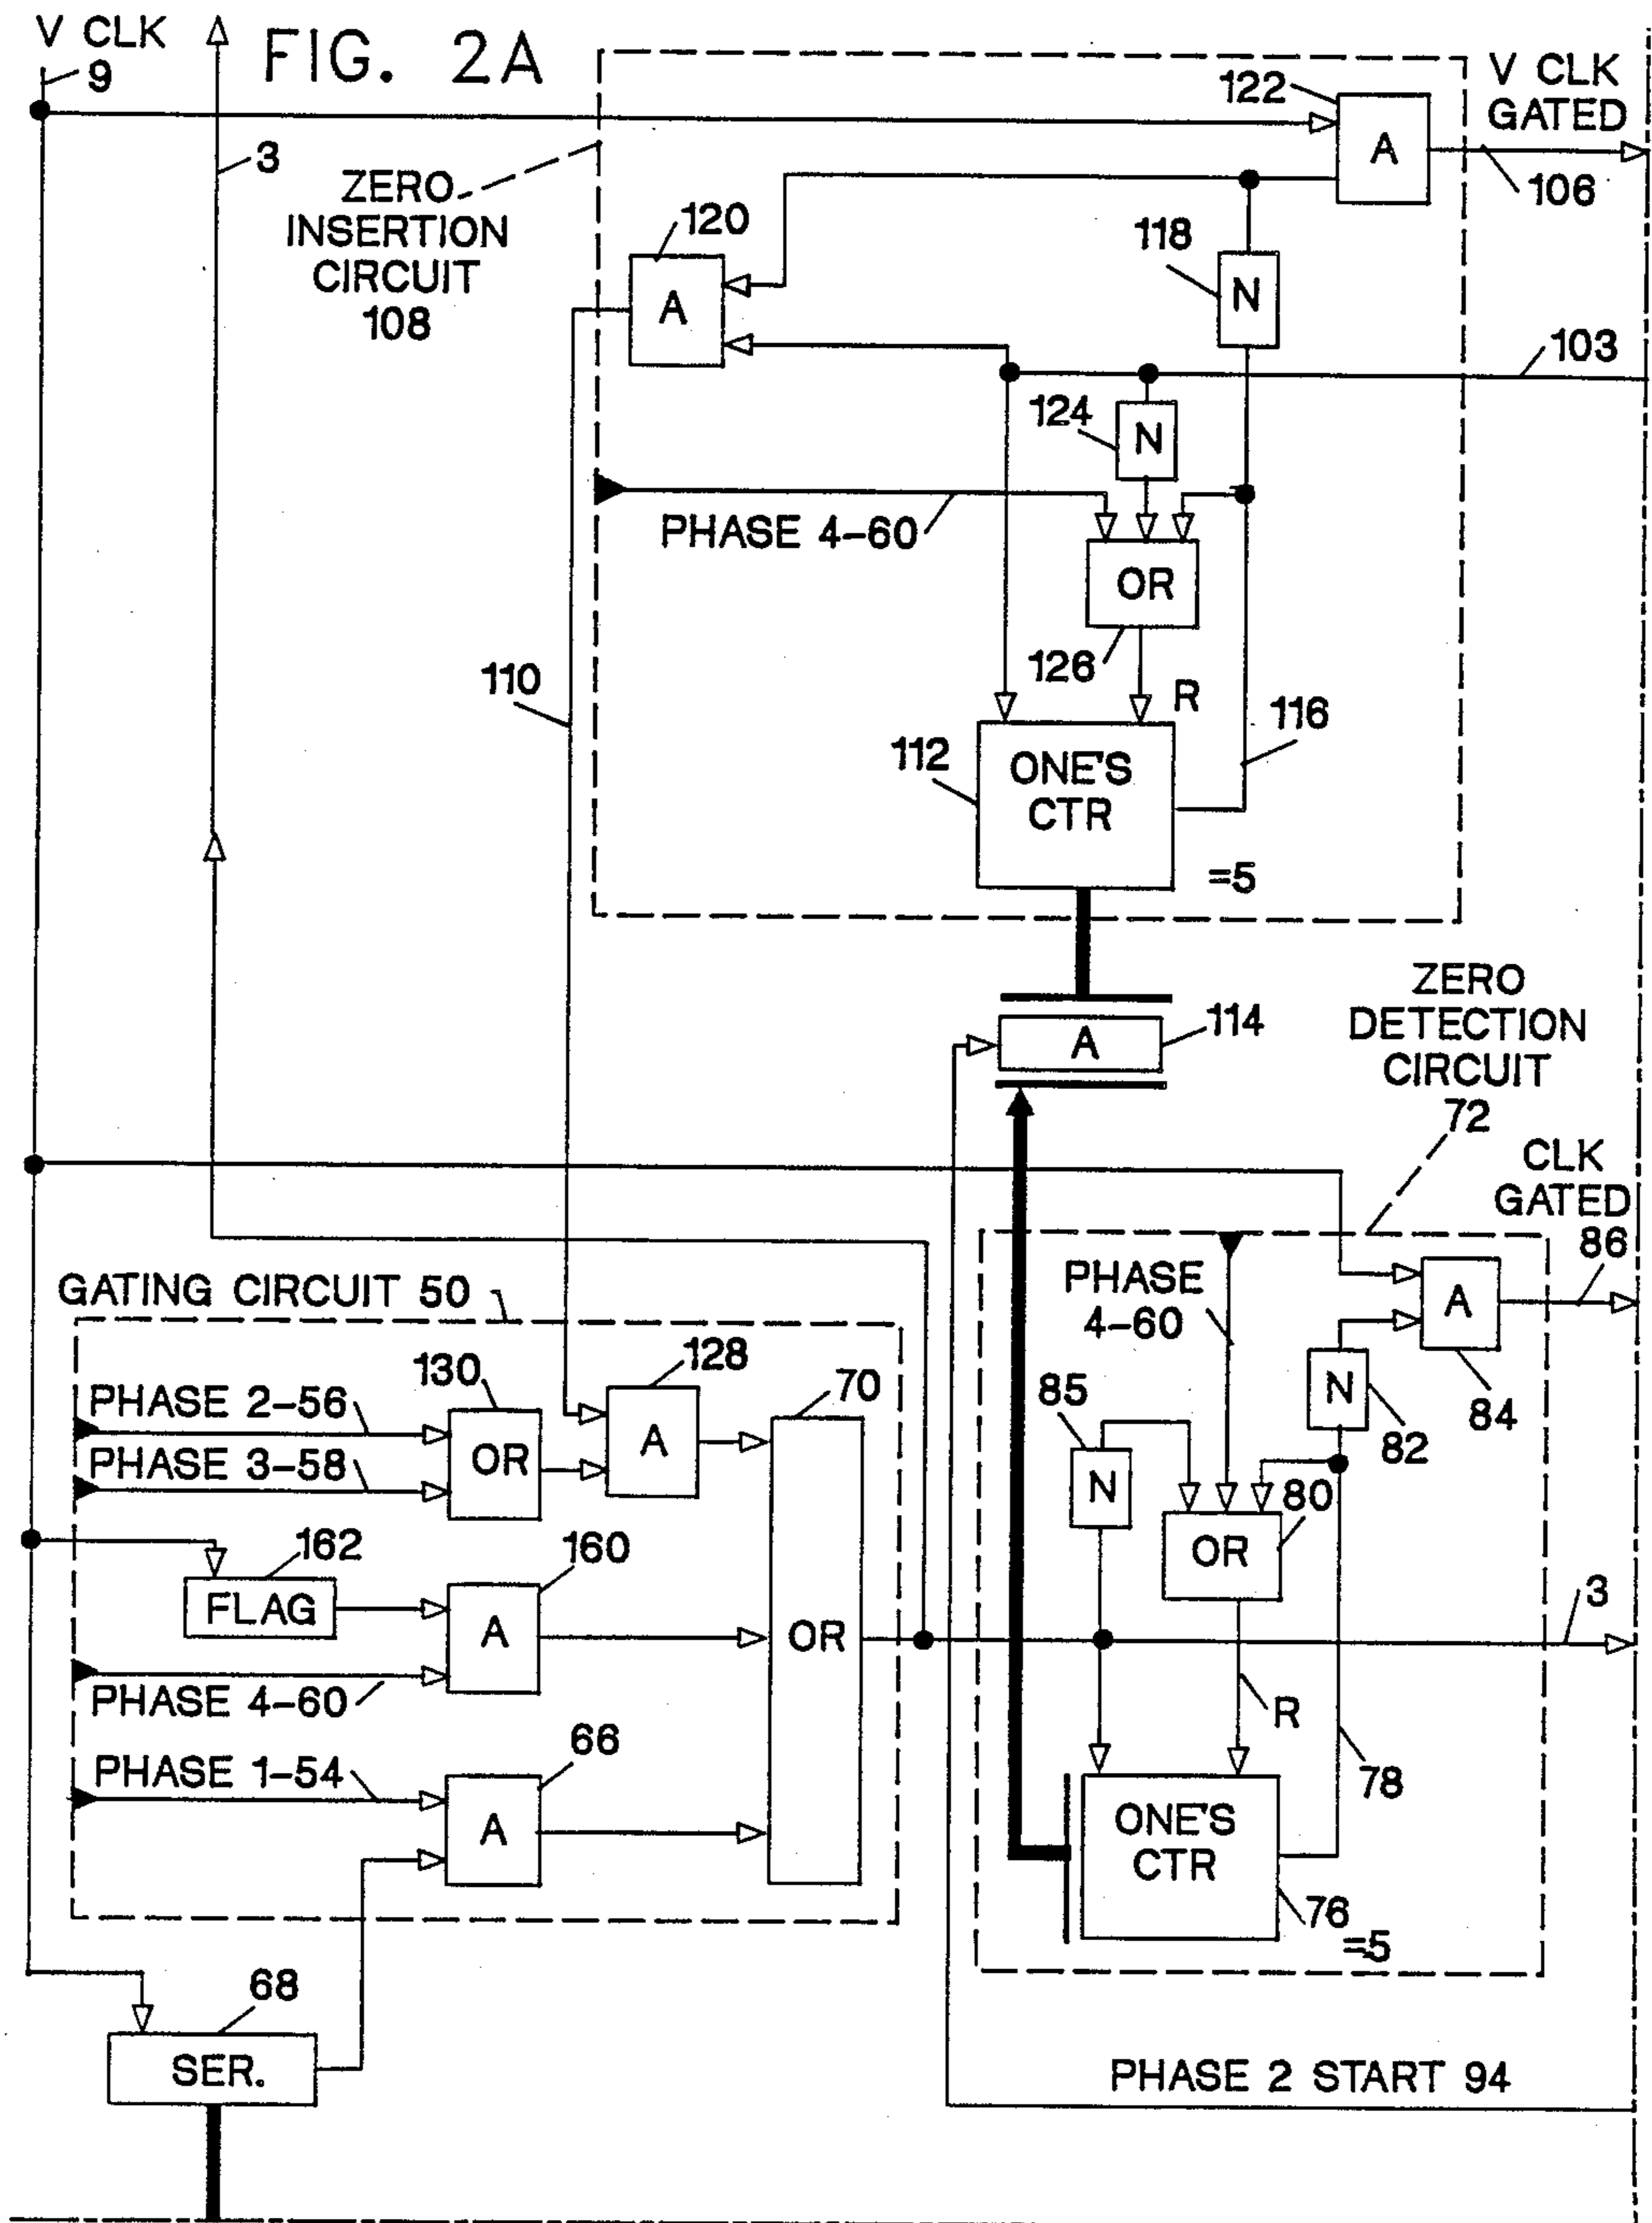 V CLK
9
FIG. 2A
3
ZERO
INSERTION
CIRCUIT
108
122
A
V CLK
GATED
106
120
A
118
N
103
124
N
PHASE 4-60
OR
126
R
110
112
ONE'S
CTR
116
=5
114
A
ZERO
DETECTION
CIRCUIT
72
CLK
GATED
86
GATING CIRCUIT 50
PHASE
4-60
A
84
N
82
PHASE 2-56
130
128
70
85
PHASE 3-58
OR
A
N
80
OR
162
160
FLAG
A
OR
3
PHASE 4-60
R
66
PHASE 1-54
A
78
ONE'S
CTR
76
=5
68
SER.
PHASE 2 START 94